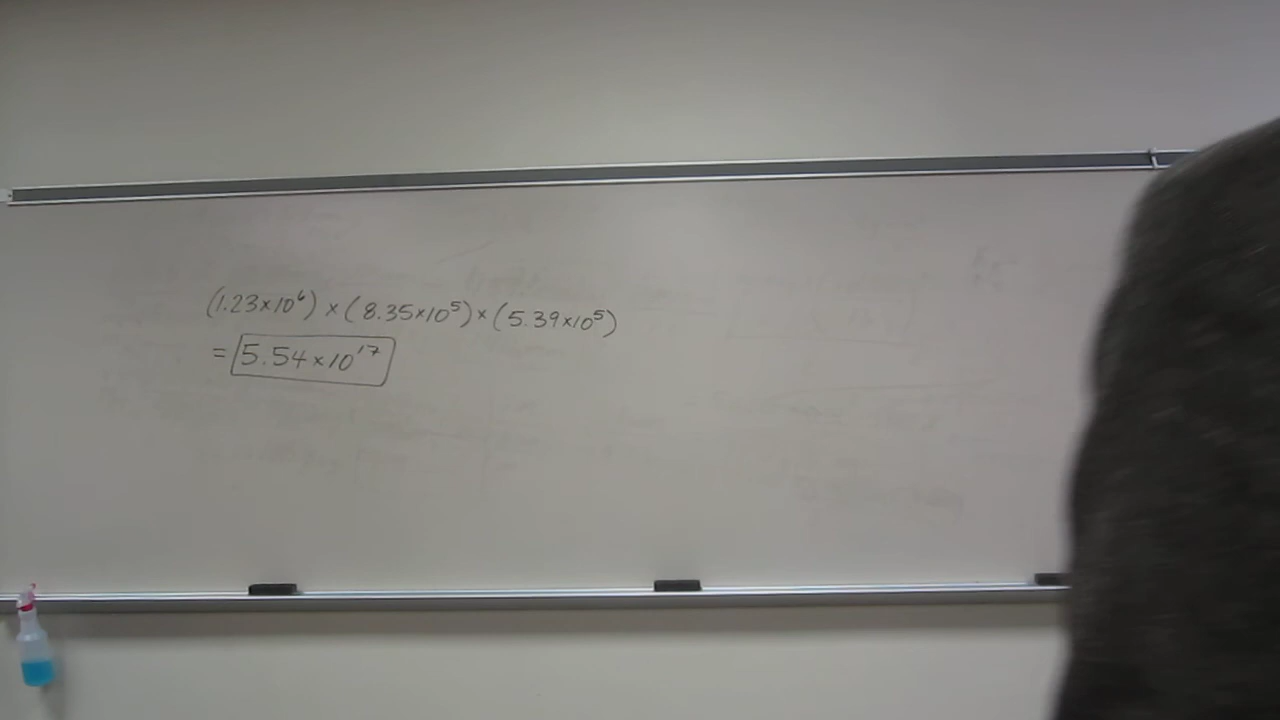 (1.23×10⁶) × (8.35×10⁵) × (5.39×10⁵)
= 5.54×10¹⁷